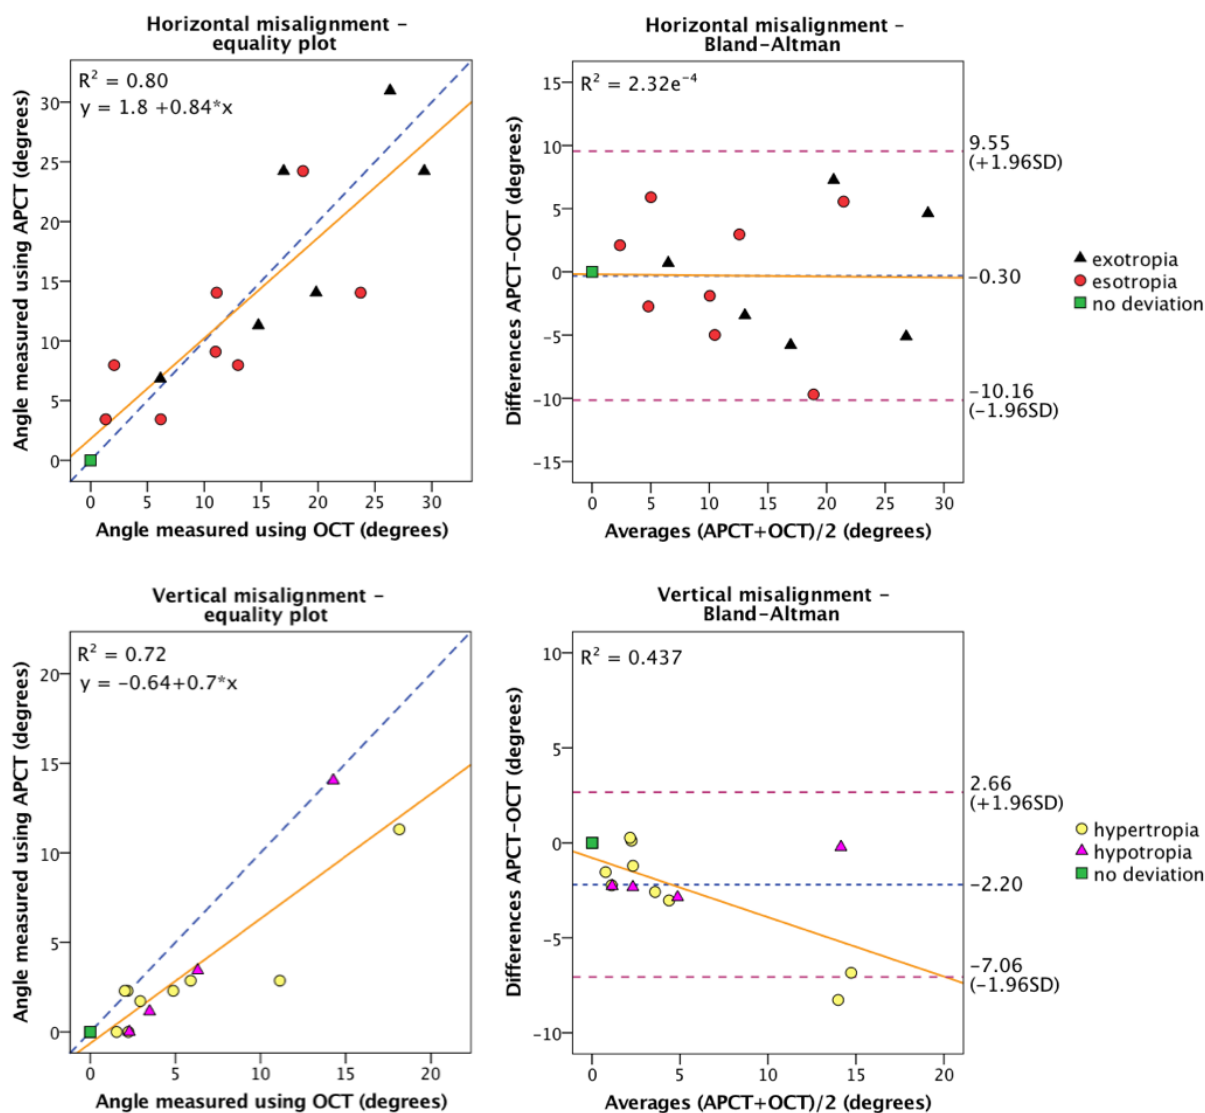 Horizontal misalignment –
equality plot
R² = 0.80
y = 1.8 +0.84*x
Angle measured using APCT (degrees)
30
25
20
15
10
5
0
0 5 10 15 20 25 30
Angle measured using OCT (degrees)
Horizontal misalignment –
Bland–Altman
R² = 2.32e⁻⁴
Differences APCT–OCT (degrees)
15
10
5
0
–5
–10
–15
0 5 10 15 20 25 30
Averages (APCT+OCT)/2 (degrees)
9.55
(+1.96SD)
–0.30
–10.16
(–1.96SD)
exotropia
esotropia
no deviation
Vertical misalignment –
equality plot
R² = 0.72
y = –0.64+0.7*x
Angle measured using APCT (degrees)
20
15
10
5
0
0 5 10 15 20
Angle measured using OCT (degrees)
Vertical misalignment –
Bland–Altman
R² = 0.437
Differences APCT–OCT (degrees)
10
5
0
–5
–10
0 5 10 15 20
Averages (APCT+OCT)/2 (degrees)
2.66
(+1.96SD)
–2.20
–7.06
(–1.96SD)
hypertropia
hypotropia
no deviation